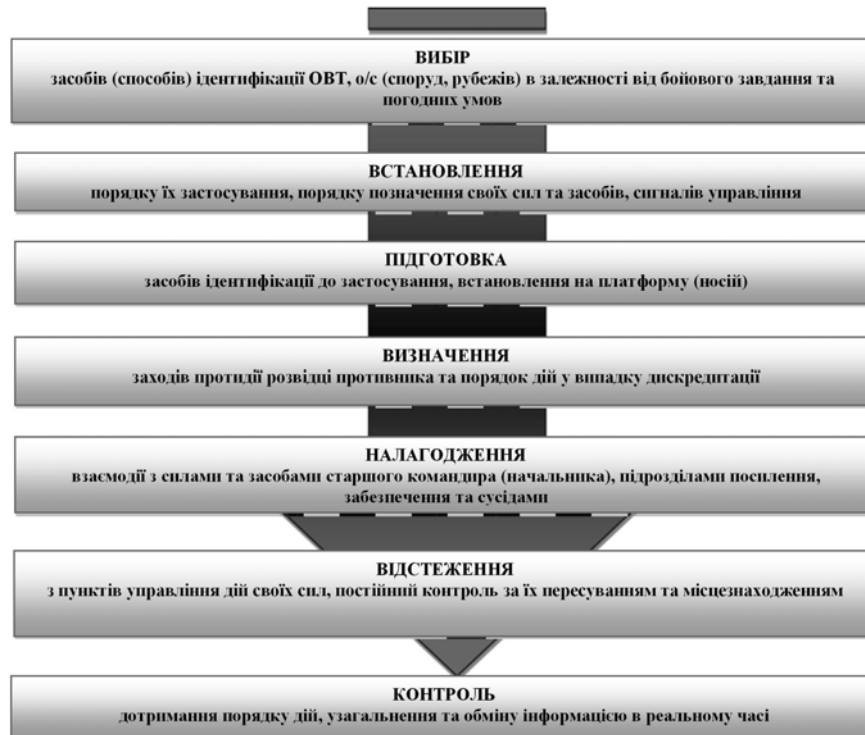 ВИБІР
засобів (способів) ідентифікації ОВТ, о/с (споруд, рубежів) в залежності від бойового завдання та
погодних умов
ВСТАНОВЛЕННЯ
порядку їх застосування, порядку позначення своїх сил та засобів, сигналів управління
ПІДГОТОВКА
засобів ідентифікації до застосування, встановлення на платформу (носій)
ВИЗНАЧЕННЯ
заходів протидії розвідці противника та порядок дій у випадку дискредитації
НАЛАГОДЖЕННЯ
взаємодії з силами та засобами старшого командира (начальника), підрозділами посилення,
забезпечення та сусідами
ВІДСТЕЖЕННЯ
з пунктів управління дій своїх сил, постійний контроль за їх пересуванням та місцезнаходженням
КОНТРОЛЬ
дотримання порядку дій, узагальнення та обміну інформацією в реальному часі